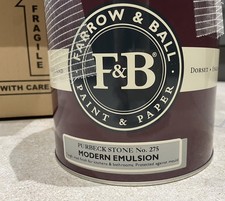 FRAGILE
WITH CARE
FARROW & BALL
F&B
PAINT & PAPER
DORSET
PURBECK STONE No. 275
MODERN EMULSION